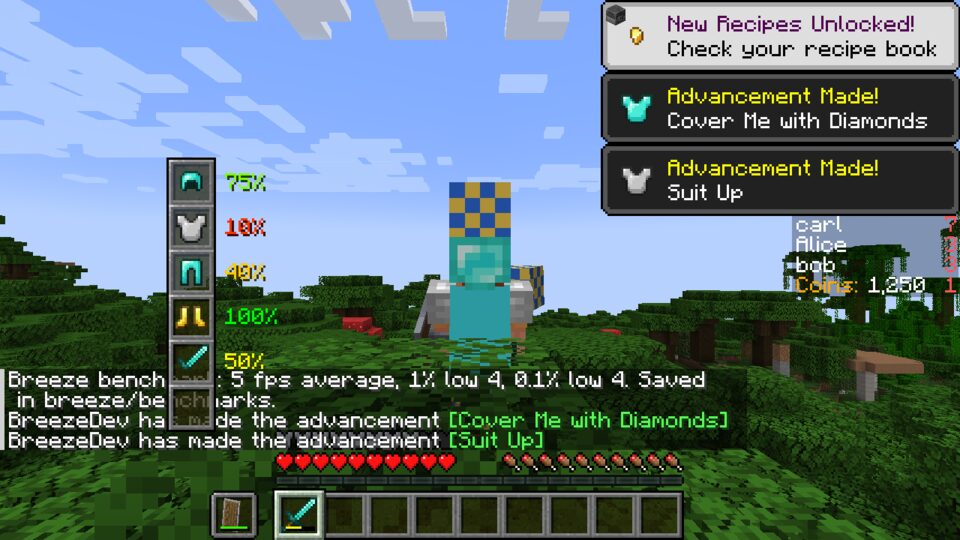 New Recipes Unlocked!
Check your recipe book
Advancement Made!
Cover Me with Diamonds
Advancement Made!
Suit Up
75%
10%
40%
100%
50%
carl 7
Alice
bob
Coins: 1,250 1
Breeze bench : 5 fps average, 1% low 4, 0.1% low 4. Saved
in breeze/benchmarks.
BreezeDev has made the advancement [Cover Me with Diamonds]
BreezeDev has made the advancement [Suit Up]